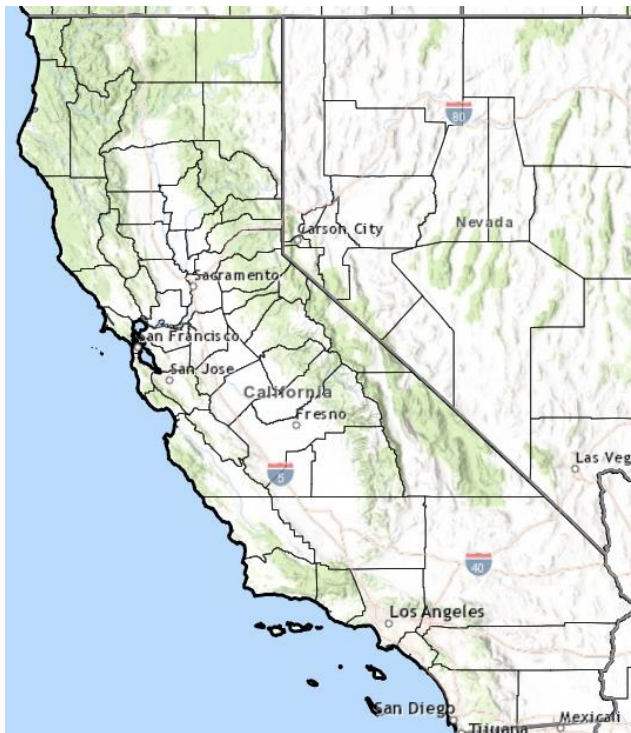 80
Nevada
Carson City
Sacramento
San Francisco
San Jose
California
Fresno
5
Las Veg
40
Los Angeles
San Diego
Mexicali
Tijuana